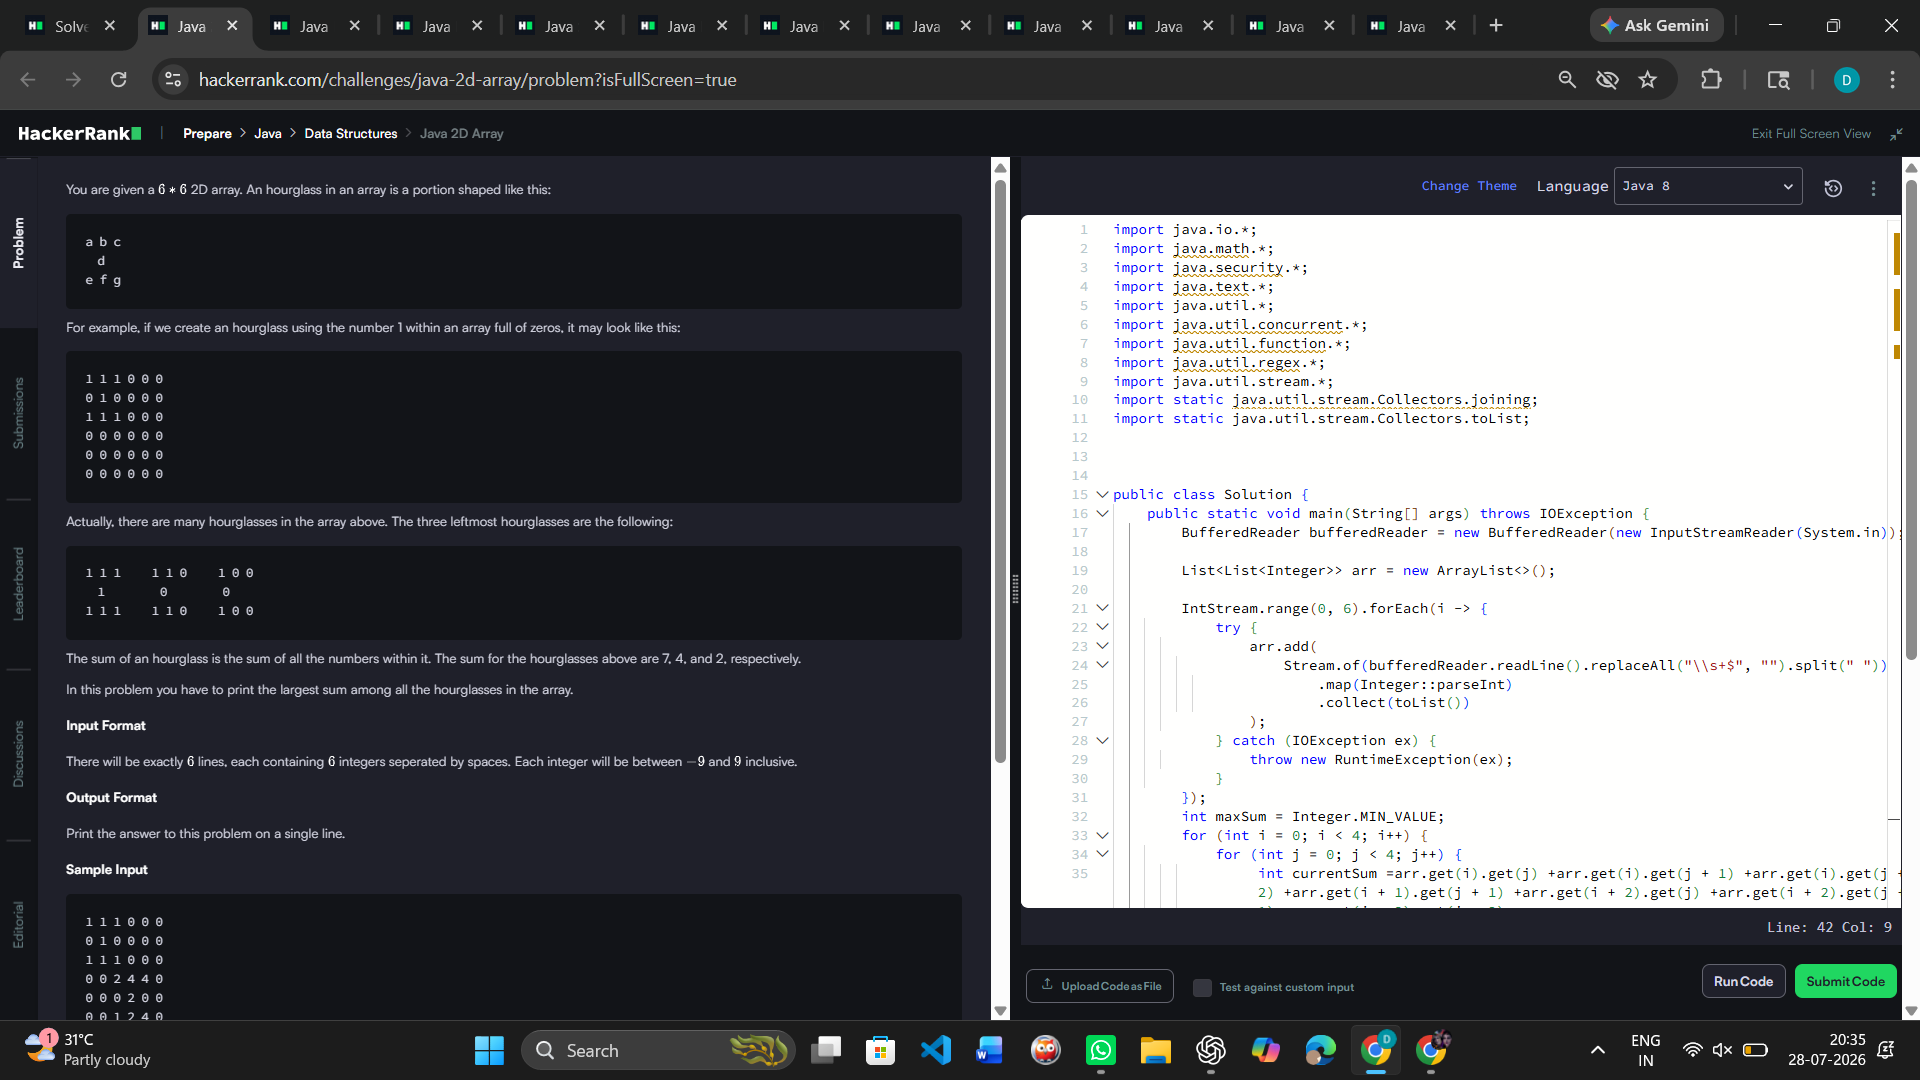 Solve
Java
Java
Java
Java
Java
Java
Java
Java
Java
Java
Java
Ask Gemini
hackerrank.com/challenges/java-2d-array/problem?isFullScreen=true
D
HackerRank
Prepare > Java > Data Structures > Java 2D Array
Exit Full Screen View
Problem
Submissions
Leaderboard
Discussions
Editorial
You are given a 6 * 6 2D array. An hourglass in an array is a portion shaped like this:
a b c
d
e f g
For example, if we create an hourglass using the number 1 within an array full of zeros, it may look like this:
1 1 1 0 0 0
0 1 0 0 0 0
1 1 1 0 0 0
0 0 0 0 0 0
0 0 0 0 0 0
0 0 0 0 0 0
Actually, there are many hourglasses in the array above. The three leftmost hourglasses are the following:
1 1 1 1 1 0 1 0 0
1 0 0
1 1 1 1 1 0 1 0 0
The sum of an hourglass is the sum of all the numbers within it. The sum for the hourglasses above are 7, 4, and 2, respectively.
In this problem you have to print the largest sum among all the hourglasses in the array.
Input Format
There will be exactly 6 lines, each containing 6 integers seperated by spaces. Each integer will be between −9 and 9 inclusive.
Output Format
Print the answer to this problem on a single line.
Sample Input
1 1 1 0 0 0
0 1 0 0 0 0
1 1 1 0 0 0
0 0 2 4 4 0
0 0 0 2 0 0
0 0 1 2 4 0
Change Theme Language Java 8
1 import java.io.*;
2 import java.math.*;
3 import java.security.*;
4 import java.text.*;
5 import java.util.*;
6 import java.util.concurrent.*;
7 import java.util.function.*;
8 import java.util.regex.*;
9 import java.util.stream.*;
10 import static java.util.stream.Collectors.joining;
11 import static java.util.stream.Collectors.toList;
12
13
14
15 public class Solution {
16 public static void main(String[] args) throws IOException {
17 BufferedReader bufferedReader = new BufferedReader(new InputStreamReader(System.in));
18
19 List<List<Integer>> arr = new ArrayList<>();
20
21 IntStream.range(0, 6).forEach(i -> {
22 try {
23 arr.add(
24 Stream.of(bufferedReader.readLine().replaceAll("\\s+$", "").split(" "))
25 .map(Integer::parseInt)
26 .collect(toList())
27 );
28 } catch (IOException ex) {
29 throw new RuntimeException(ex);
30 }
31 });
32 int maxSum = Integer.MIN_VALUE;
33 for (int i = 0; i < 4; i++) {
34 for (int j = 0; j < 4; j++) {
35 int currentSum =arr.get(i).get(j) +arr.get(i).get(j + 1) +arr.get(i).get(j +
2) +arr.get(i + 1).get(j + 1) +arr.get(i + 2).get(j) +arr.get(i + 2).get(j
Line: 42 Col: 9
Upload Code as File
Test against custom input
Run Code
Submit Code
1
31°C
Partly cloudy
Search
D
ENG
IN
20:35
28-07-2026